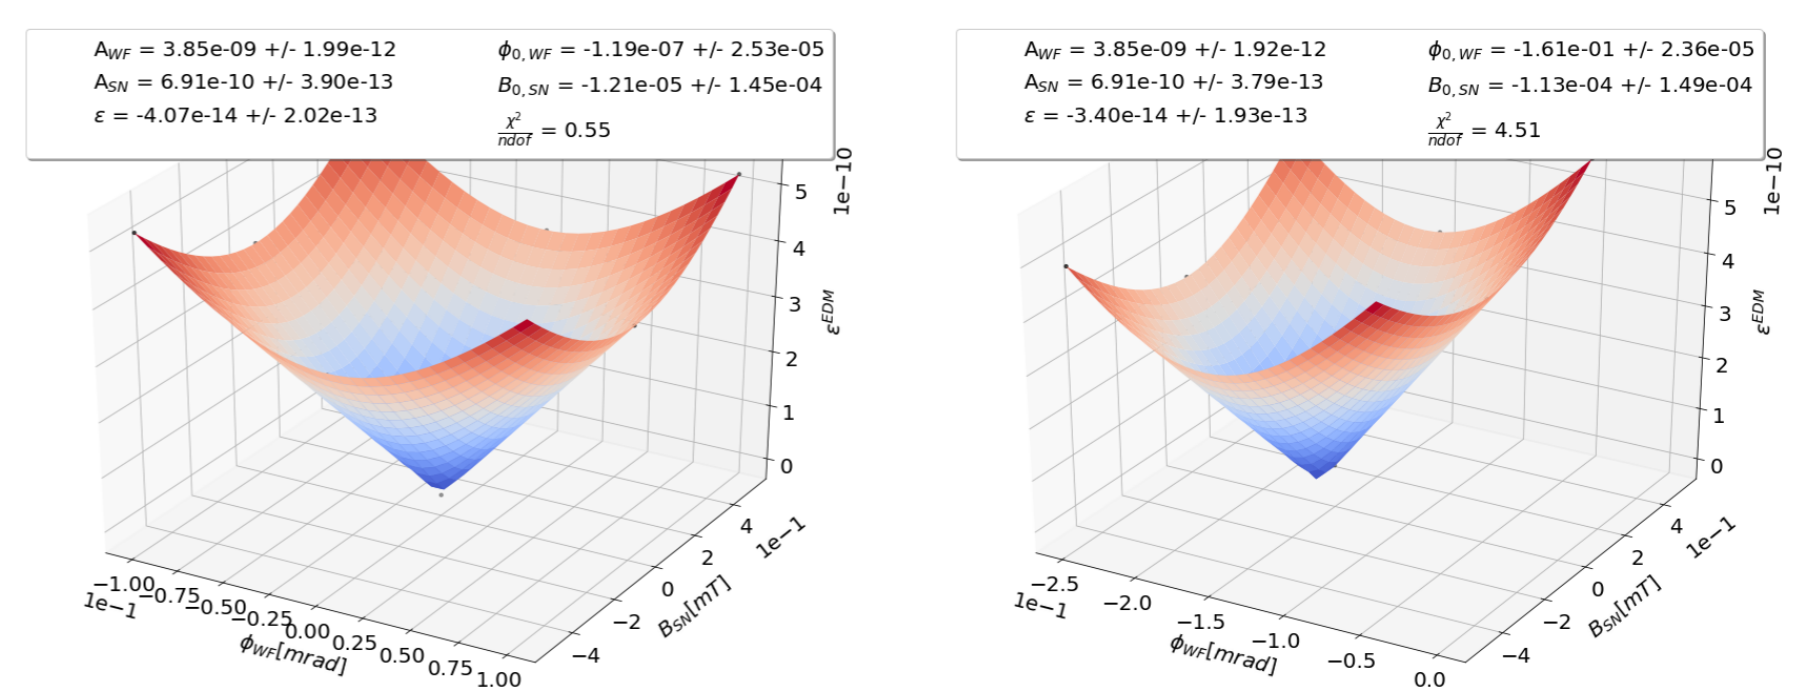 A_WF = 3.85e-09 +/- 1.99e-12
A_SN = 6.91e-10 +/- 3.90e-13
ε = -4.07e-14 +/- 2.02e-13
ϕ_0,WF = -1.19e-07 +/- 2.53e-05
B_0,SN = -1.21e-05 +/- 1.45e-04
χ²/ndof = 0.55
1e−10
5
4
3
2
1
0
ε^EDM
4
2
0
−2
−4
1e−1
B_SN[mT]
−1.00
−0.75
−0.50
−0.25
0.00
0.25
0.50
0.75
1.00
1e−1
ϕ_WF[mrad]
A_WF = 3.85e-09 +/- 1.92e-12
A_SN = 6.91e-10 +/- 3.79e-13
ε = -3.40e-14 +/- 1.93e-13
ϕ_0,WF = -1.61e-01 +/- 2.36e-05
B_0,SN = -1.13e-04 +/- 1.49e-04
χ²/ndof = 4.51
1e−10
5
4
3
2
1
0
ε^EDM
4
2
0
−2
−4
1e−1
B_SN[mT]
−2.5
−2.0
−1.5
−1.0
−0.5
0.0
1e−1
ϕ_WF[mrad]